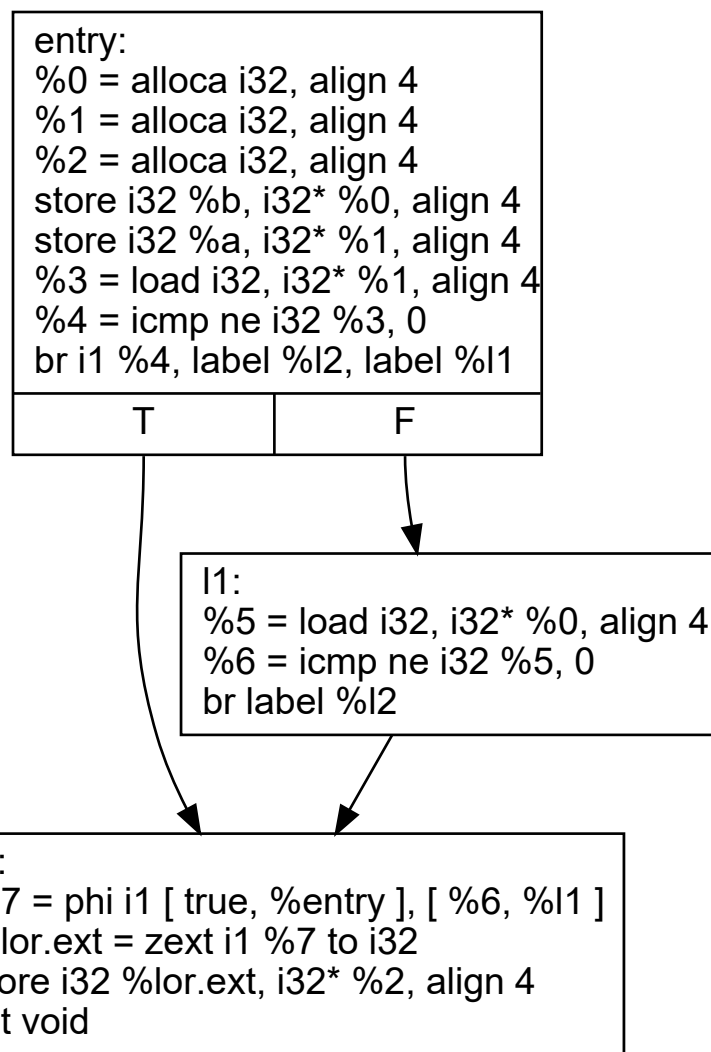 entry:
%0 = alloca i32, align 4
%1 = alloca i32, align 4
%2 = alloca i32, align 4
store i32 %b, i32* %0, align 4
store i32 %a, i32* %1, align 4
%3 = load i32, i32* %1, align 4
%4 = icmp ne i32 %3, 0
br i1 %4, label %l2, label %l1
T F
l1:
%5 = load i32, i32* %0, align 4
%6 = icmp ne i32 %5, 0
br label %l2
:
7 = phi i1 [ true, %entry ], [ %6, %l1 ]
lor.ext = zext i1 %7 to i32
ore i32 %lor.ext, i32* %2, align 4
t void